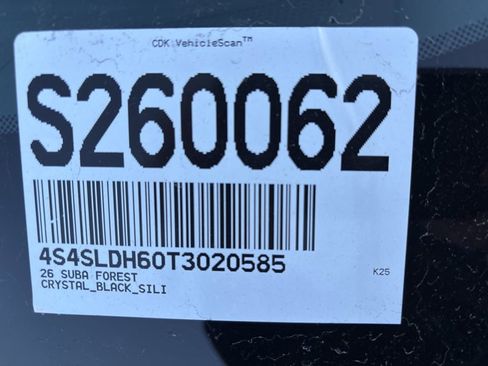 CDK VehicleScan™
S260062
4S4SLDH60T3020585
26 SUBA FOREST
K25
CRYSTAL_BLACK_SILI